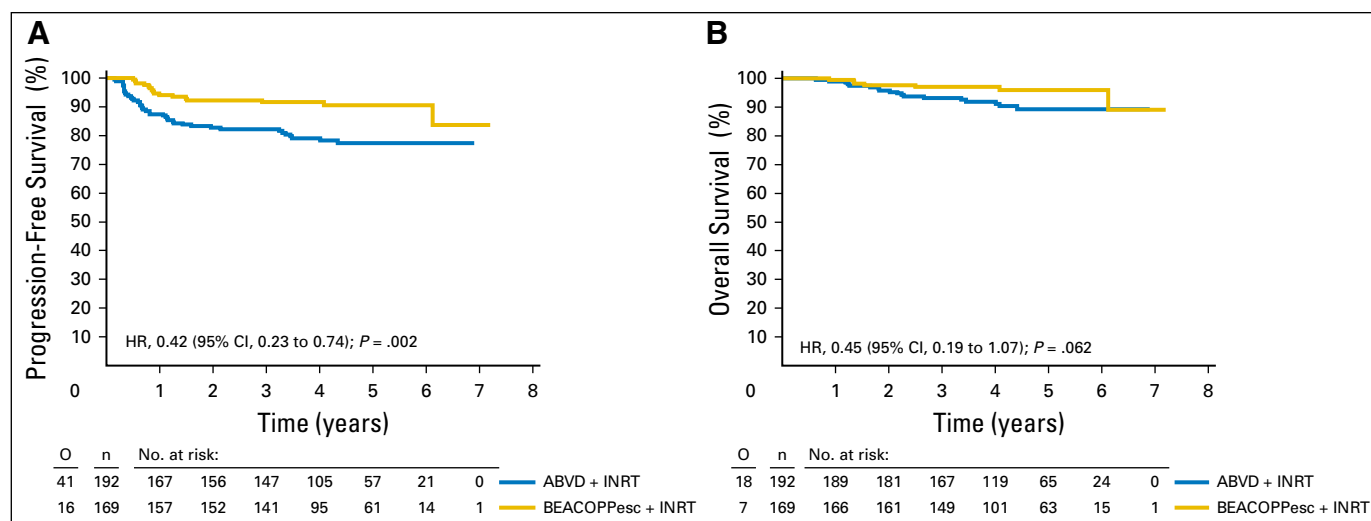 A
Progression-Free Survival (%)
100
90
80
70
60
50
40
30
20
10
HR, 0.42 (95% CI, 0.23 to 0.74); P = .002
0 1 2 3 4 5 6 7 8
Time (years)
O n No. at risk:
41 192 167 156 147 105 57 21 0 ABVD + INRT
16 169 157 152 141 95 61 14 1 BEACOPPesc + INRT
B
Overall Survival (%)
100
90
80
70
60
50
40
30
20
10
HR, 0.45 (95% CI, 0.19 to 1.07); P = .062
0 1 2 3 4 5 6 7 8
Time (years)
O n No. at risk:
18 192 189 181 167 119 65 24 0 ABVD + INRT
7 169 166 161 149 101 63 15 1 BEACOPPesc + INRT